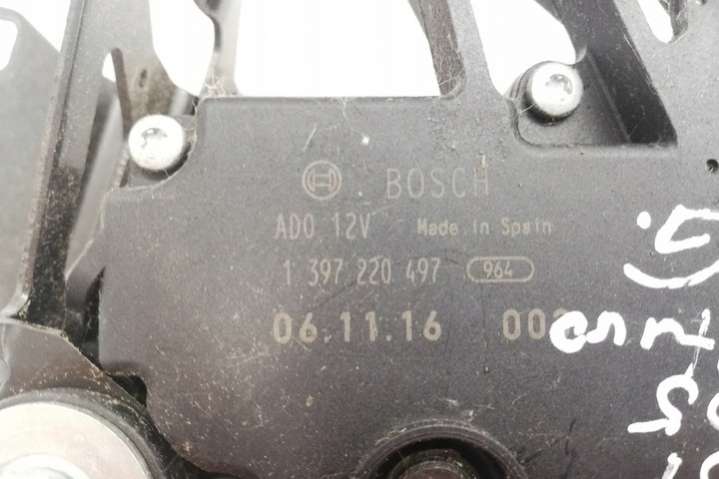 BOSCH
ADO 12V Made in Spain
1 397 220 497 964
06.11.16